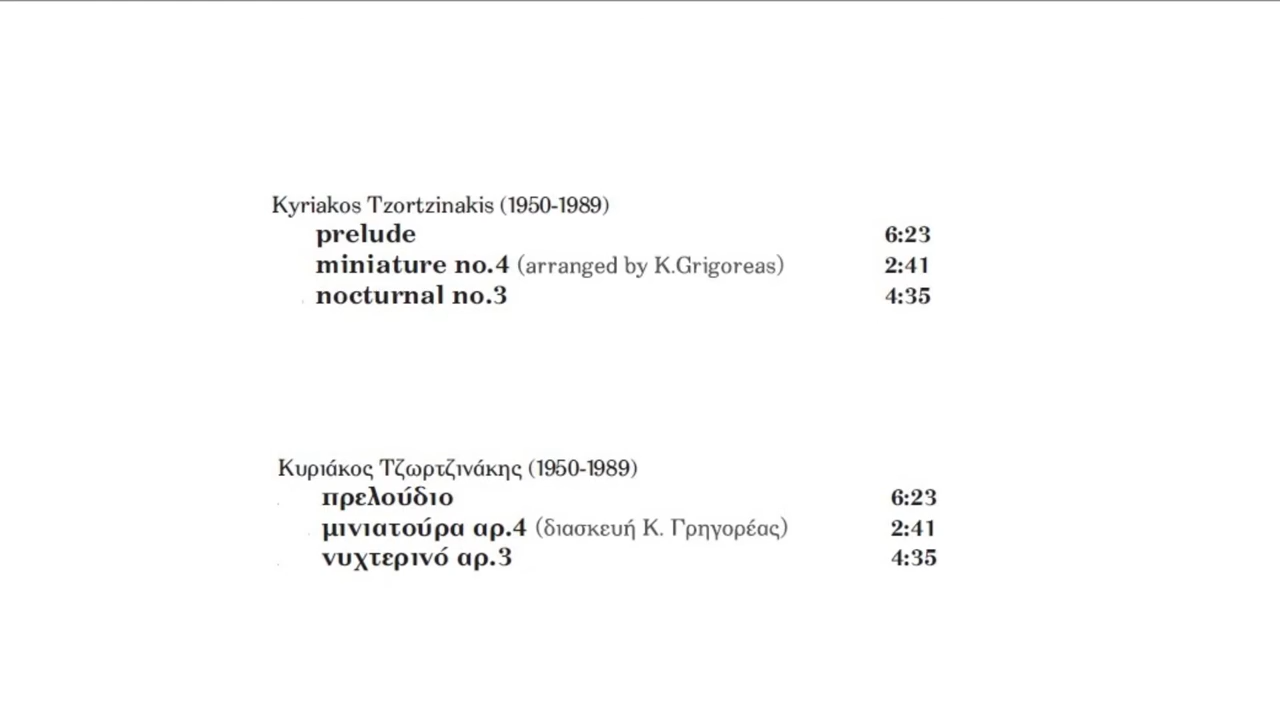 Kyriakos Tzortzinakis (1950-1989)
prelude 6:23
miniature no.4 (arranged by K.Grigoreas) 2:41
nocturnal no.3 4:35
Κυριάκος Τζωρτζινάκης (1950-1989)
πρελούδιο 6:23
μινιατούρα αρ.4 (διασκευή Κ. Γρηγορέας) 2:41
νυχτερινό αρ.3 4:35